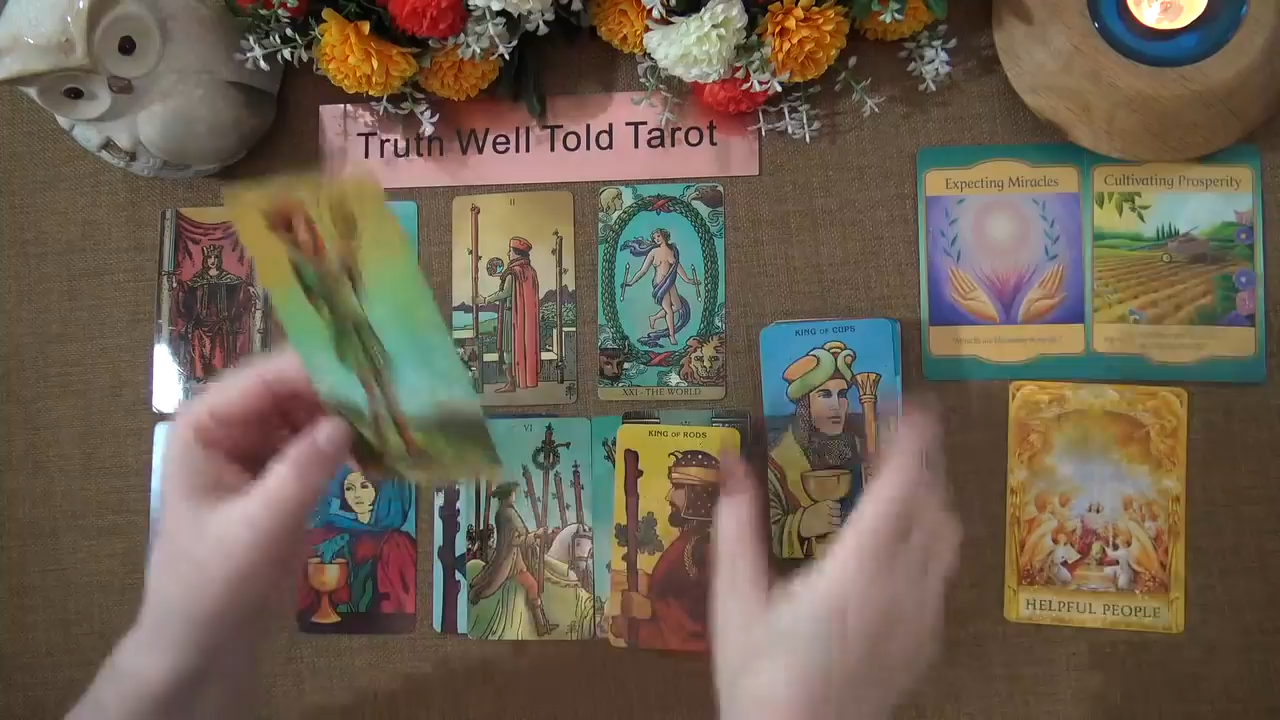 Truth Well Told Tarot
II
XXI - THE WORLD
KING OF CUPS
Expecting Miracles
Cultivating Prosperity
VI
KING OF RODS
HELPFUL PEOPLE